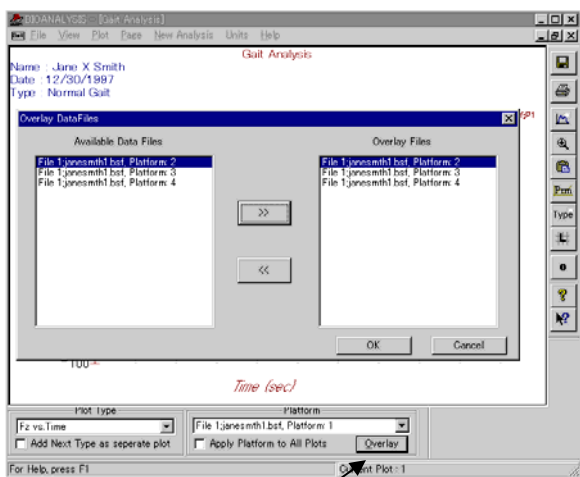 BIOANALYSIS - [Gait Analysis]
File View Plot Page New Analysis Units Help
Gait Analysis
Name : Jane X Smith
Date : 12/30/1997
Type : Normal Gait
Overlay DataFiles
FP1
Available Data Files
Overlay Files
File 1:janesmth1.bsf, Platform: 2
File 1:janesmth1.bsf, Platform: 3
File 1:janesmth1.bsf, Platform: 4
File 1:janesmth1.bsf, Platform: 2
File 1:janesmth1.bsf, Platform: 3
File 1:janesmth1.bsf, Platform: 4
>>
<<
OK
Cancel
Type
-100
Time (sec)
Plot Type
Platform
Fz vs.Time
File 1:janesmth1.bsf, Platform: 1
Add Next Type as seperate plot
Apply Platform to All Plots
Overlay
For Help, press F1
nt Plot : 1